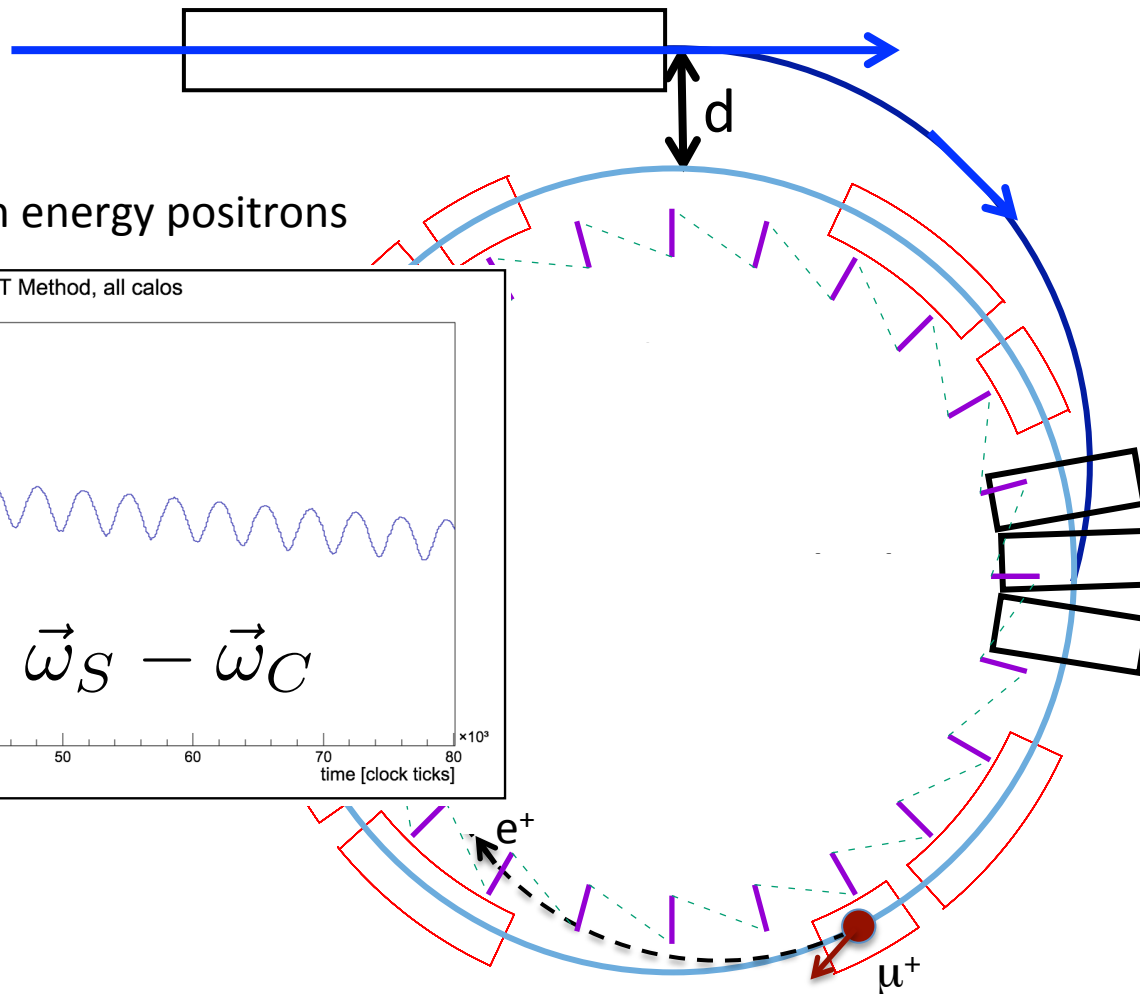 d
energy positrons
T Method, all calos
ω⃗S − ω⃗C
×10³
50 60 70 80
time [clock ticks]
e⁺
μ⁺